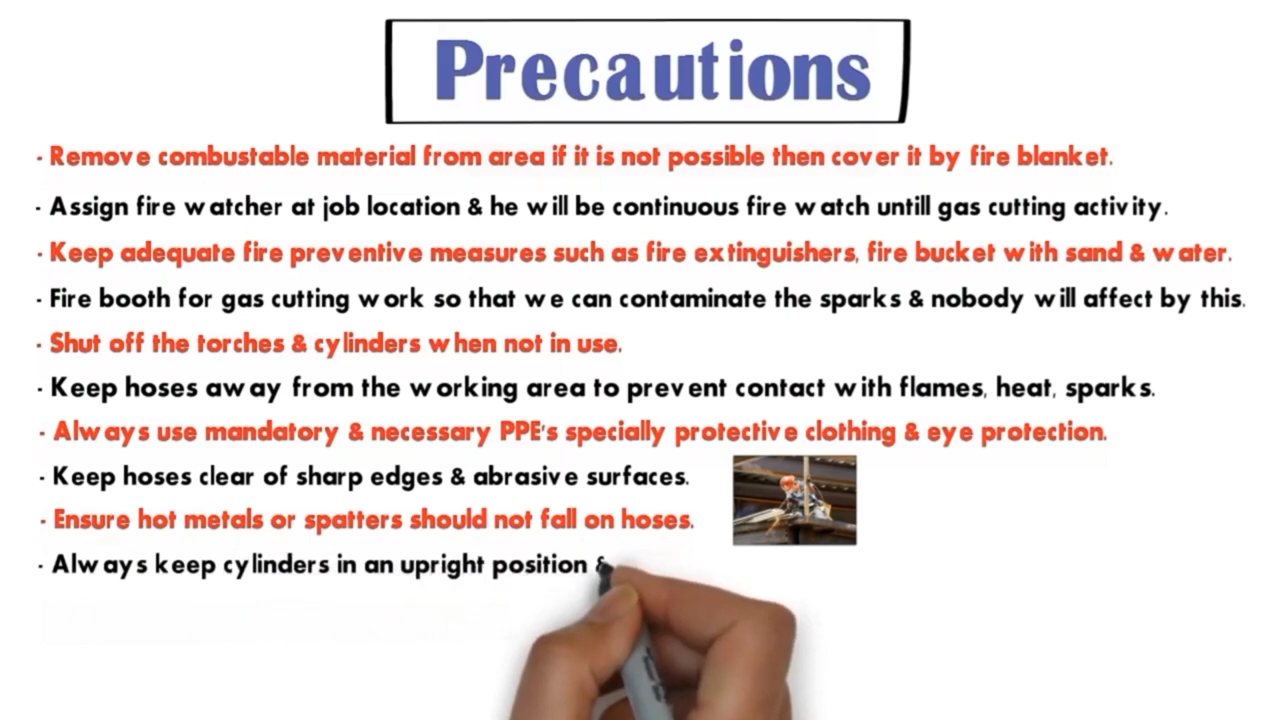 Precautions
- Remove combustable material from area if it is not possible then cover it by fire blanket.
- Assign fire watcher at job location & he will be continuous fire watch untill gas cutting activity.
- Keep adequate fire preventive measures such as fire extinguishers, fire bucket with sand & water.
- Fire booth for gas cutting work so that we can contaminate the sparks & nobody will affect by this.
- Shut off the torches & cylinders when not in use.
- Keep hoses away from the working area to prevent contact with flames, heat, sparks.
- Always use mandatory & necessary PPE's specially protective clothing & eye protection.
- Keep hoses clear of sharp edges & abrasive surfaces.
- Ensure hot metals or spatters should not fall on hoses.
- Always keep cylinders in an upright position &